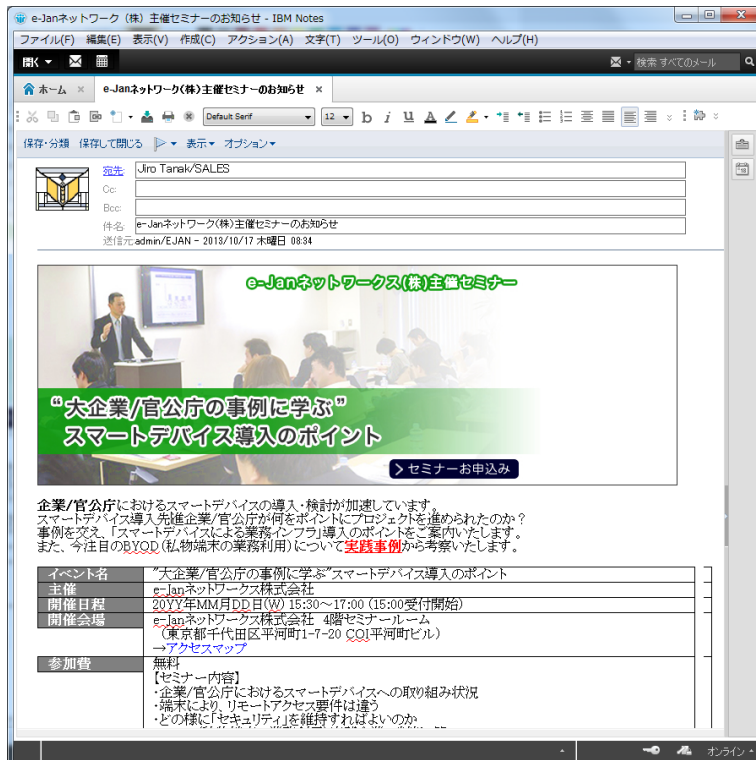 e-Janネットワーク（株）主催セミナーのお知らせ - IBM Notes
ファイル(F) 編集(E) 表示(V) 作成(C) アクション(A) 文字(T) ツール(O) ウィンドウ(W) ヘルプ(H)
開く
検索 すべてのメール
ホーム
e-Janネットワーク(株)主催セミナーのお知らせ
Default Serif 12 b i U A
保存・分類 保存して閉じる 表示 オプション
宛先: Jiro Tanak/SALES
Cc:
Bcc:
件名: e-Janネットワーク(株)主催セミナーのお知らせ
送信元: admin/EJAN - 2013/10/17 木曜日 08:34
e-Janネットワークス(株)主催セミナー
“大企業/官公庁の事例に学ぶ”
スマートデバイス導入のポイント
セミナーお申込み
企業/官公庁におけるスマートデバイスの導入・検討が加速しています。
スマートデバイス導入先進企業/官公庁が何をポイントにプロジェクトを進められたのか？
事例を交え、「スマートデバイスによる業務インフラ」導入のポイントをご案内いたします。
また、今注目のBYOD(私物端末の業務利用)について実践事例から考察いたします。
イベント名 ”大企業/官公庁の事例に学ぶ”スマートデバイス導入のポイント
主催 e-Janネットワークス株式会社
開催日程 20YY年MM月DD日(W) 15:30～17:00 (15:00受付開始)
開催会場 e-Janネットワークス株式会社 4階セミナールーム
（東京都千代田区平河町1-7-20 COI平河町ビル）
→アクセスマップ
参加費 無料
【セミナー内容】
・企業/官公庁におけるスマートデバイスへの取り組み状況
・端末により、リモートアクセス要件は違う
・どの様に「セキュリティ」を維持すればよいのか
オンライン